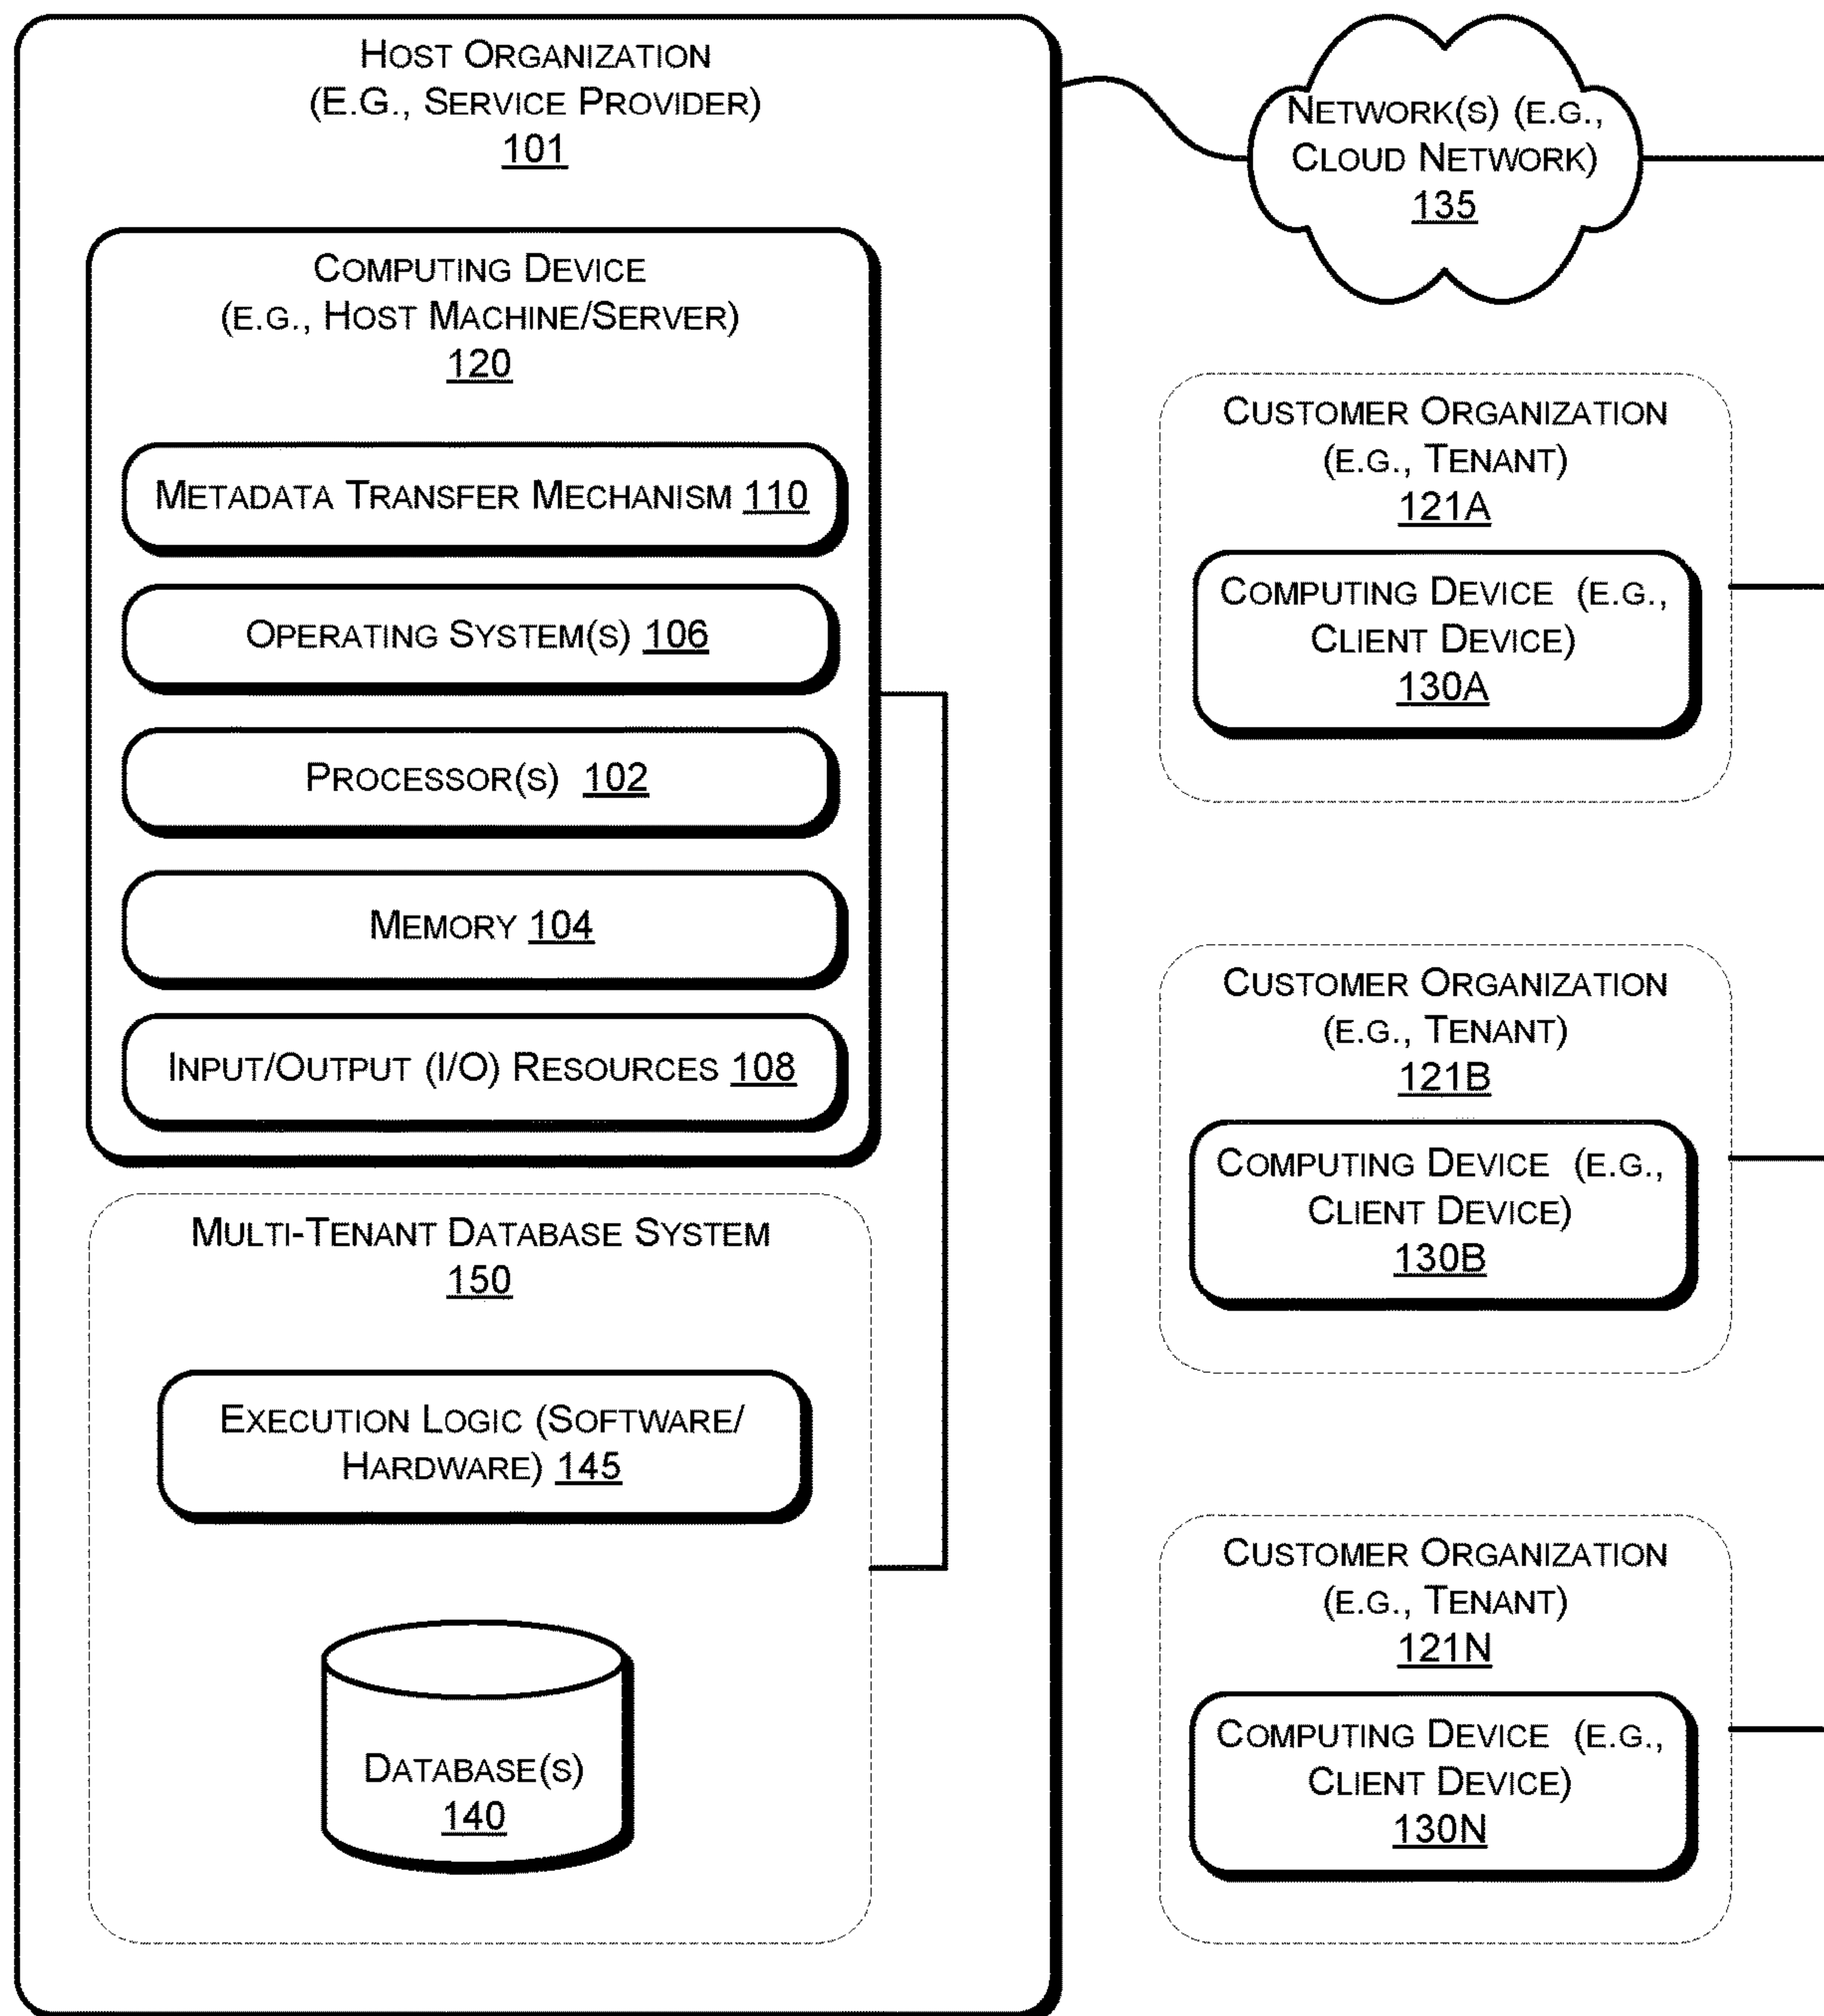 HOST ORGANIZATION
(E.G., SERVICE PROVIDER)
101
COMPUTING DEVICE
(E.G., HOST MACHINE/SERVER)
120
METADATA TRANSFER MECHANISM 110
OPERATING SYSTEM(S) 106
PROCESSOR(S) 102
MEMORY 104
INPUT/OUTPUT (I/O) RESOURCES 108
MULTI-TENANT DATABASE SYSTEM
150
EXECUTION LOGIC (SOFTWARE/
HARDWARE) 145
DATABASE(S)
140
NETWORK(S) (E.G.,
CLOUD NETWORK)
135
CUSTOMER ORGANIZATION
(E.G., TENANT)
121A
COMPUTING DEVICE (E.G.,
CLIENT DEVICE)
130A
CUSTOMER ORGANIZATION
(E.G., TENANT)
121B
COMPUTING DEVICE (E.G.,
CLIENT DEVICE)
130B
CUSTOMER ORGANIZATION
(E.G., TENANT)
121N
COMPUTING DEVICE (E.G.,
CLIENT DEVICE)
130N